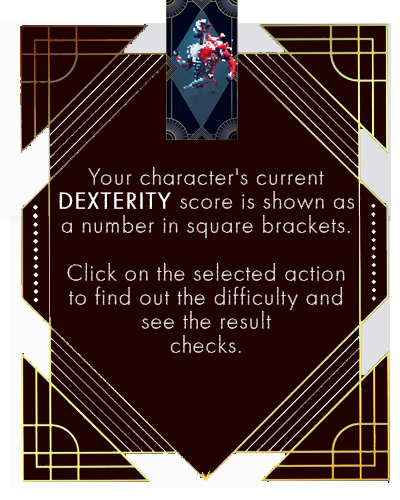 Your character's current
DEXTERITY score is shown as
a number in square brackets.
Click on the selected action
to find out the difficulty and
see the result
checks.